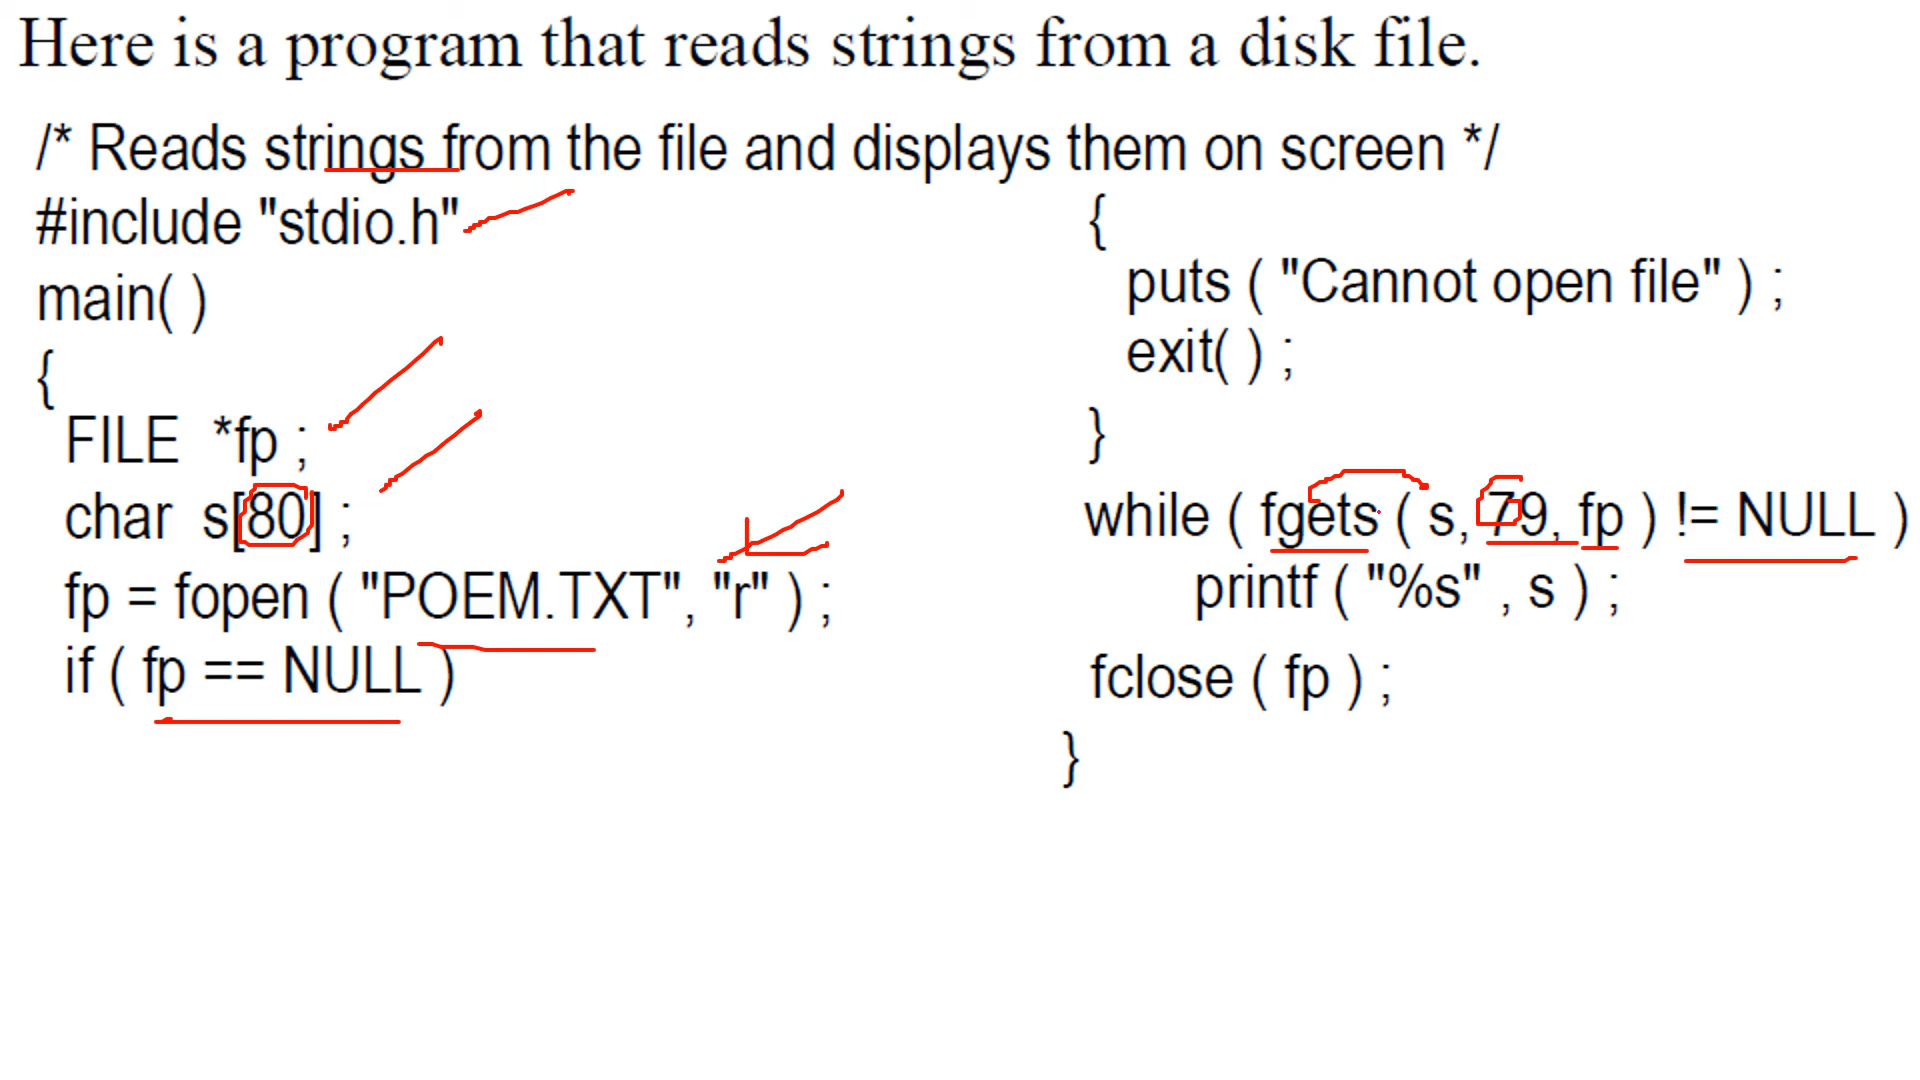 Here is a program that reads strings from a disk file.
/* Reads strings from the file and displays them on screen */
#include "stdio.h"
main( )
{
FILE *fp ;
char s[80] ;
fp = fopen ( "POEM.TXT", "r" ) ;
if ( fp == NULL )
{
puts ( "Cannot open file" ) ;
exit( ) ;
}
while ( fgets ( s, 79, fp ) != NULL )
printf ( "%s" , s ) ;
fclose ( fp ) ;
}